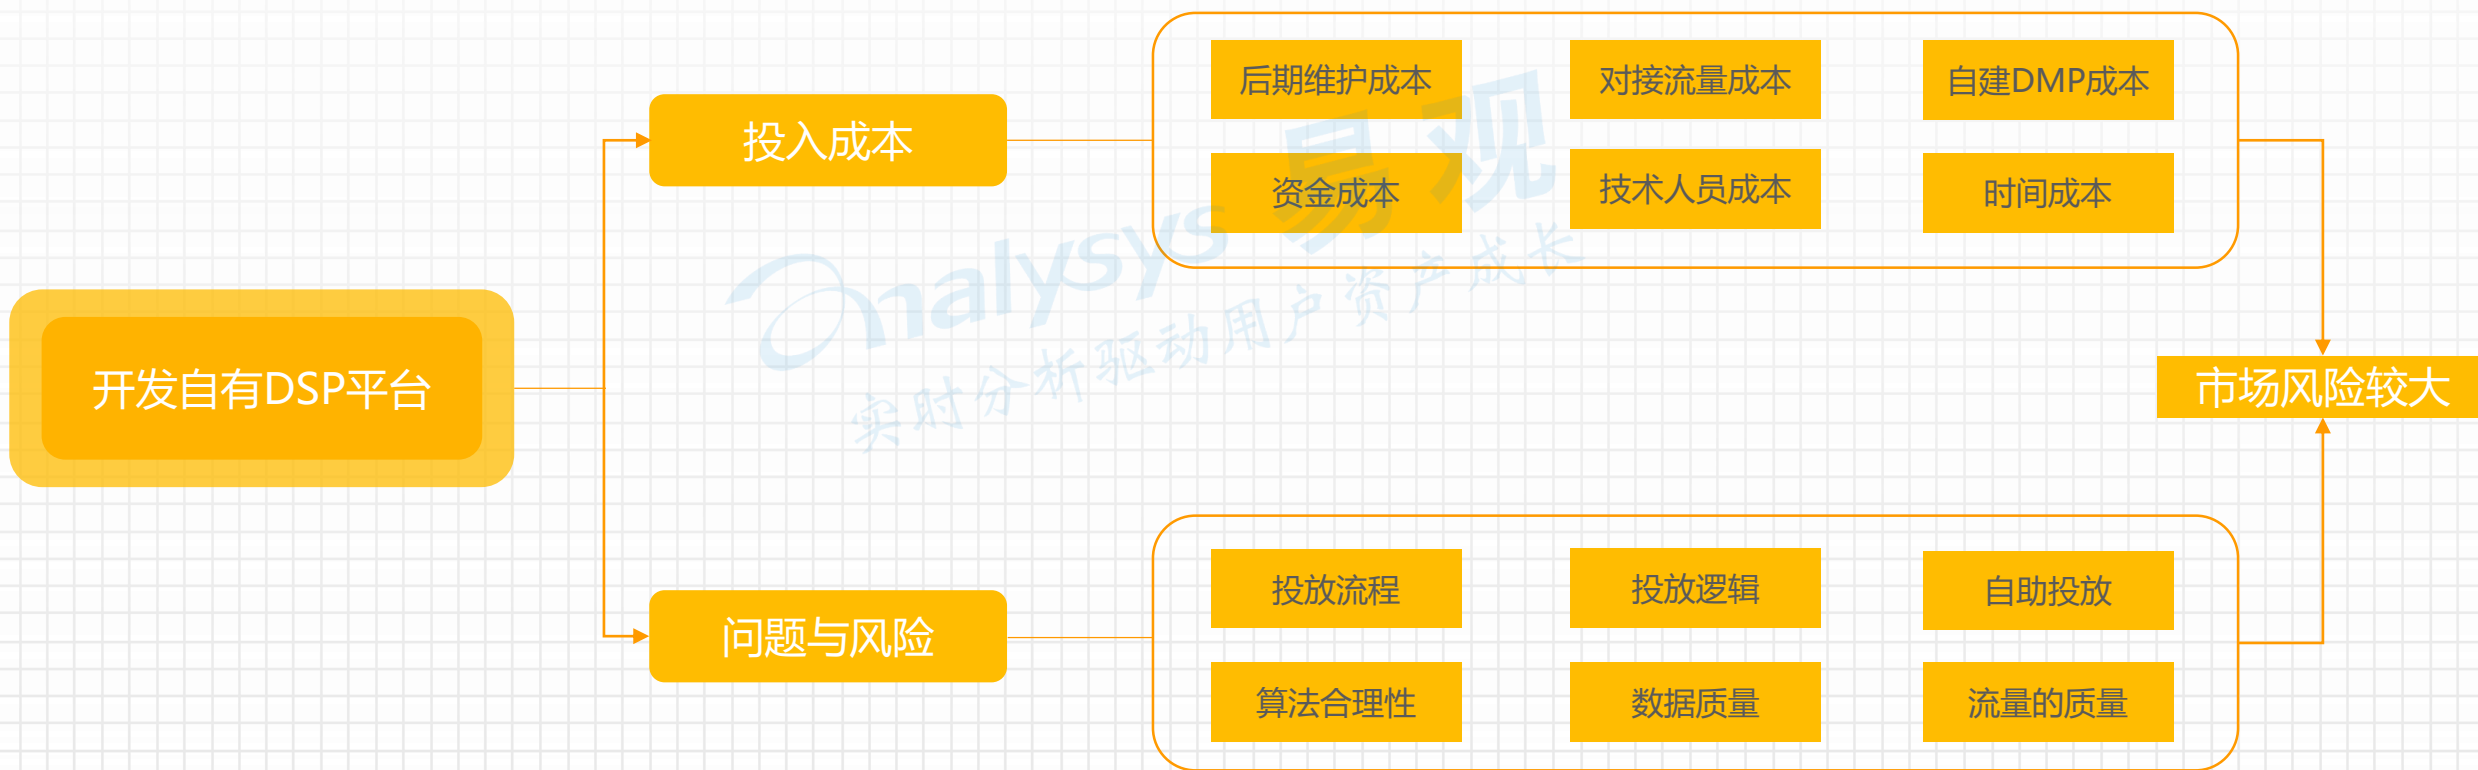 后期维护成本
对接流量成本
自建DMP成本
投入成本
资金成本
技术人员成本
时间成本
analysys 易观
实时分析驱动用户资产成长
开发自有DSP平台
市场风险较大
投放流程
投放逻辑
自助投放
问题与风险
算法合理性
数据质量
流量的质量